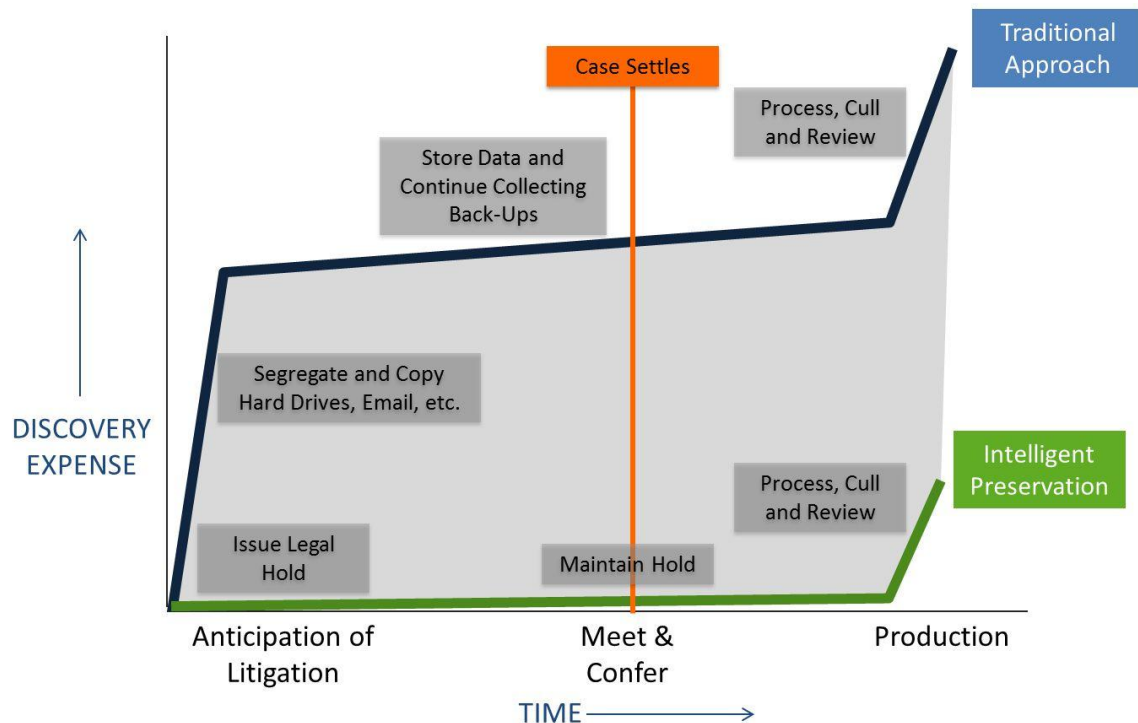 Traditional
Approach
Case Settles
Process, Cull
and Review
Store Data and
Continue Collecting
Back-Ups
Segregate and Copy
Hard Drives, Email, etc.
DISCOVERY
EXPENSE
Intelligent
Preservation
Process, Cull
and Review
Issue Legal
Hold
Maintain Hold
Anticipation of
Litigation
Meet &
Confer
Production
TIME